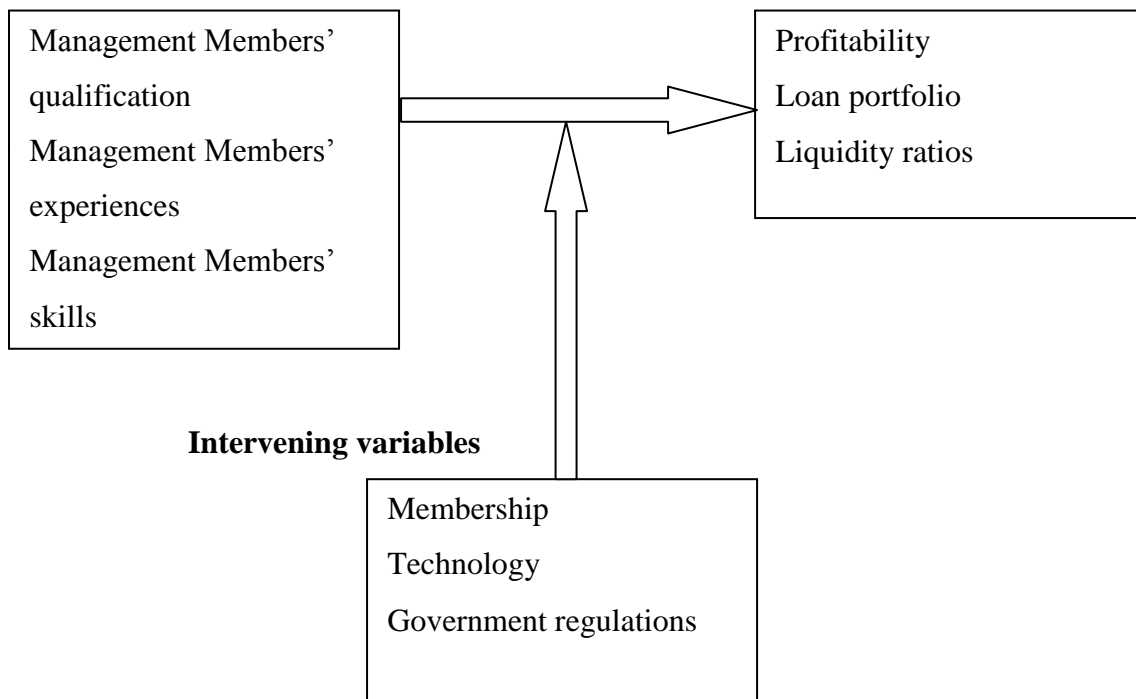 Management Members’
qualification
Management Members’
experiences
Management Members’
skills
Profitability
Loan portfolio
Liquidity ratios
Intervening variables
Membership
Technology
Government regulations